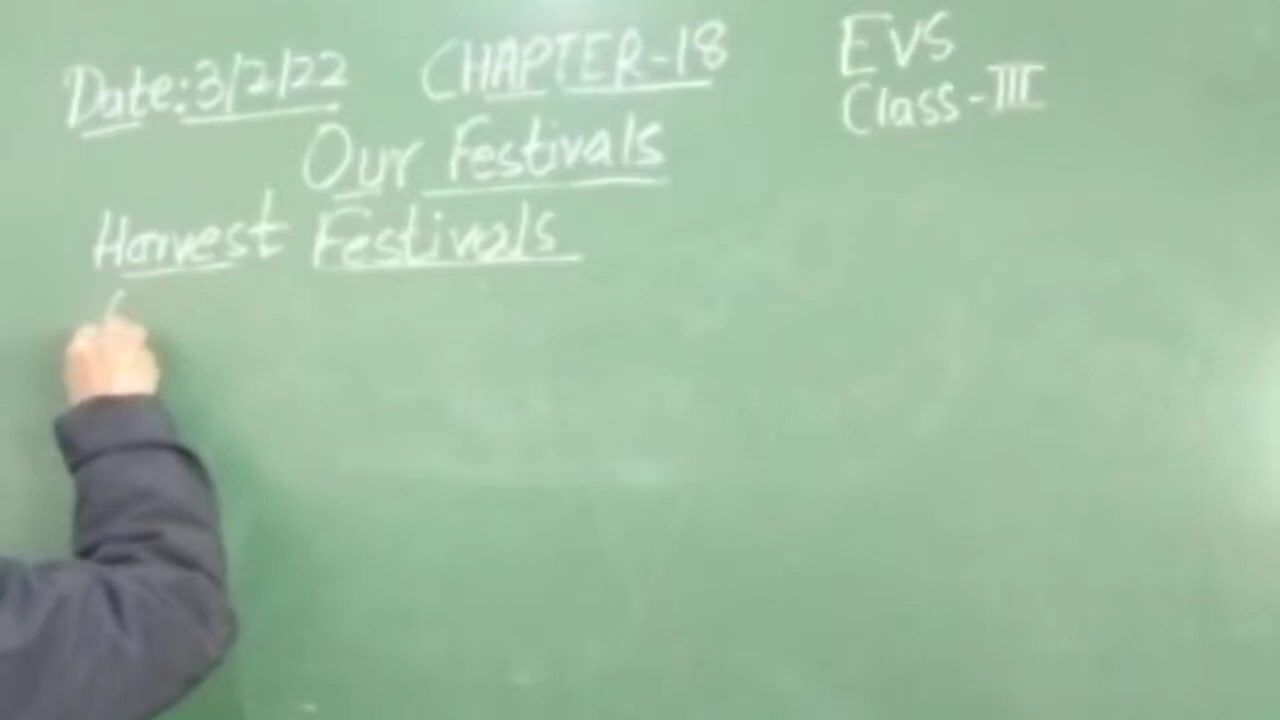 Date:3/2/22 CHAPTER-18 EVS
Class-III
Our Festivals
Harvest Festivals